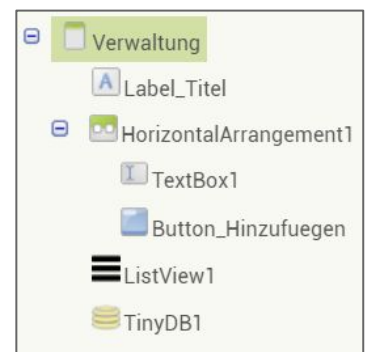 Verwaltung
Label_Titel
HorizontalArrangement1
TextBox1
Button_Hinzufuegen
ListView1
TinyDB1